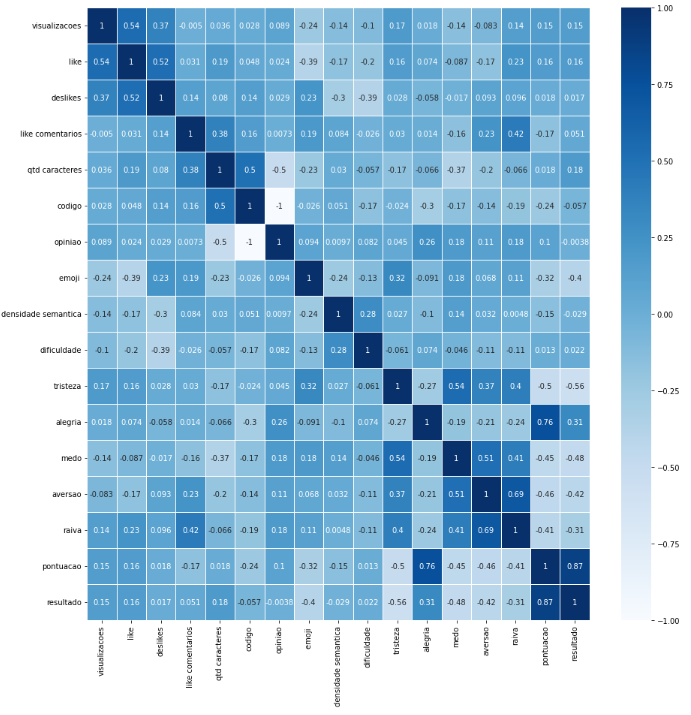 visualizacoes 1 0.54 0.37 -0.005 0.036 0.028 0.089 -0.24 -0.14 -0.1 0.17 0.018 -0.14 -0.083 0.14 0.15 0.15
like 0.54 1 0.52 0.031 0.19 0.048 0.024 -0.39 -0.17 -0.2 0.16 0.074 -0.087 -0.17 0.23 0.16 0.16
deslikes 0.37 0.52 1 0.14 0.08 0.14 0.029 0.23 -0.3 -0.39 0.028 -0.058 -0.017 0.093 0.096 0.018 0.017
like comentarios -0.005 0.031 0.14 1 0.38 0.16 0.0073 0.19 0.084 -0.026 0.03 0.014 -0.16 0.23 0.42 -0.17 0.051
qtd caracteres 0.036 0.19 0.08 0.38 1 0.5 -0.5 -0.23 0.03 -0.057 -0.17 -0.066 -0.37 -0.2 -0.066 0.018 0.18
codigo 0.028 0.048 0.14 0.16 0.5 1 -1 -0.026 0.051 -0.17 -0.024 -0.3 -0.17 -0.14 -0.19 -0.24 -0.057
opiniao 0.089 0.024 0.029 0.0073 -0.5 -1 1 0.094 0.0097 0.082 0.045 0.26 0.18 0.11 0.18 0.1 -0.0038
emoji -0.24 -0.39 0.23 0.19 -0.23 -0.026 0.094 1 -0.24 -0.13 0.32 -0.091 0.18 0.068 0.11 -0.32 -0.4
densidade semantica -0.14 -0.17 -0.3 0.084 0.03 0.051 0.0097 -0.24 1 0.28 0.027 -0.1 0.14 0.032 0.0048 -0.15 -0.029
dificuldade -0.1 -0.2 -0.39 -0.026 -0.057 -0.17 0.082 -0.13 0.28 1 -0.061 0.074 -0.046 -0.11 -0.11 0.013 0.022
tristeza 0.17 0.16 0.028 0.03 -0.17 -0.024 0.045 0.32 0.027 -0.061 1 -0.27 0.54 0.37 0.4 -0.5 -0.56
alegria 0.018 0.074 -0.058 0.014 -0.066 -0.3 0.26 -0.091 -0.1 0.074 -0.27 1 -0.19 -0.21 -0.24 0.76 0.31
medo -0.14 -0.087 -0.017 -0.16 -0.37 -0.17 0.18 0.18 0.14 -0.046 0.54 -0.19 1 0.51 0.41 -0.45 -0.48
aversao -0.083 -0.17 0.093 0.23 -0.2 -0.14 0.11 0.068 0.032 -0.11 0.37 -0.21 0.51 1 0.69 -0.46 -0.42
raiva 0.14 0.23 0.096 0.42 -0.066 -0.19 0.18 0.11 0.0048 -0.11 0.4 -0.24 0.41 0.69 1 -0.41 -0.31
pontuacao 0.15 0.16 0.018 -0.17 0.018 -0.24 0.1 -0.32 -0.15 0.013 -0.5 0.76 -0.45 -0.46 -0.41 1 0.87
resultado 0.15 0.16 0.017 0.051 0.18 -0.057 -0.0038 -0.4 -0.029 0.022 -0.56 0.31 -0.48 -0.42 -0.31 0.87 1
visualizacoes
like
deslikes
like comentarios
qtd caracteres
codigo
opiniao
emoji
densidade semantica
dificuldade
tristeza
alegria
medo
aversao
raiva
pontuacao
resultado
1.00
0.75
0.50
0.25
0.00
-0.25
-0.50
-0.75
-1.00